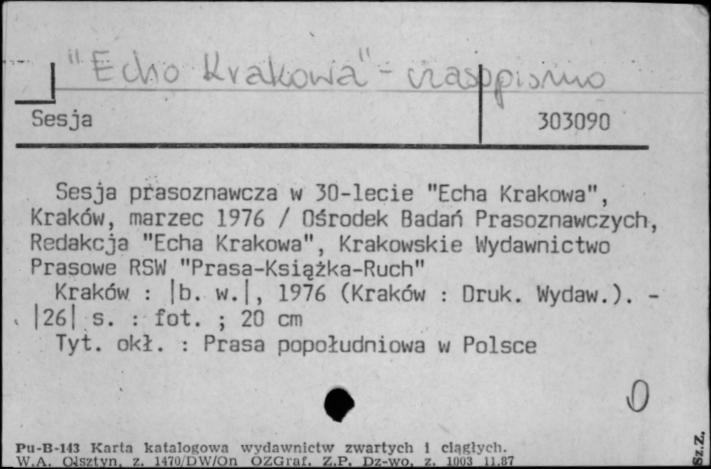 "Echo Krakowa" - czasopismo
Sesja 303090
Sesja prasoznawcza w 30-lecie "Echa Krakowa",
Kraków, marzec 1976 / Ośrodek Badań Prasoznawczych,
Redakcja "Echa Krakowa", Krakowskie Wydawnictwo
Prasowe RSW "Prasa-Książka-Ruch"
Kraków : |b. w.|, 1976 (Kraków : Druk. Wydaw.). -
|26| s. : fot. ; 20 cm
Tyt. okł. : Prasa popołudniowa w Polsce
0
Pu-B-143 Karta katalogowa wydawnictw zwartych i ciągłych.
W.A. Olsztyn, z. 1470/DW/On OZGraf. Z.P. Dz-wo, z. 1003 11.87
Sz.Z.